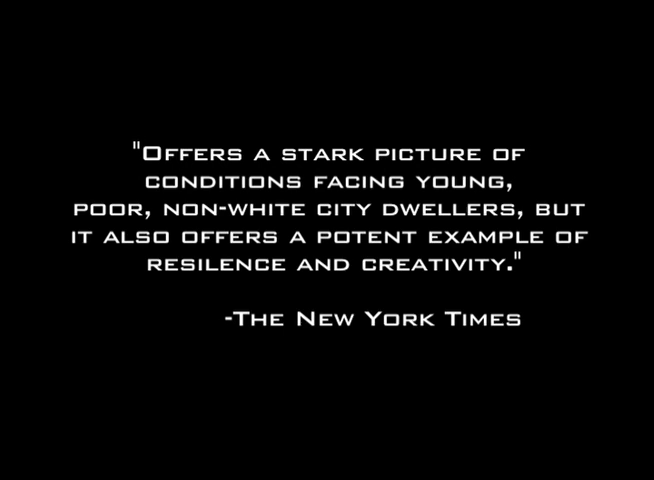 "Offers a stark picture of
conditions facing young,
poor, non-white city dwellers, but
it also offers a potent example of
resilence and creativity."
-The New York Times